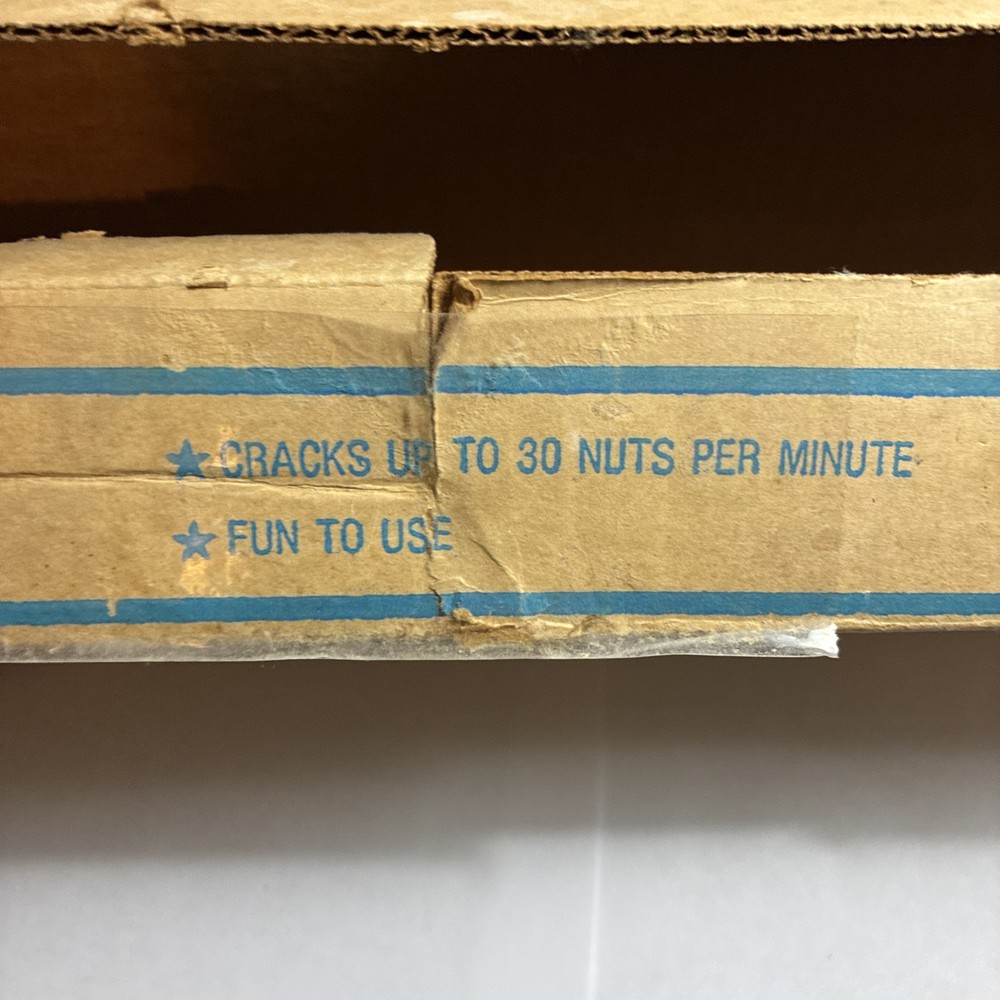 ★ CRACKS UP TO 30 NUTS PER MINUTE
★ FUN TO USE